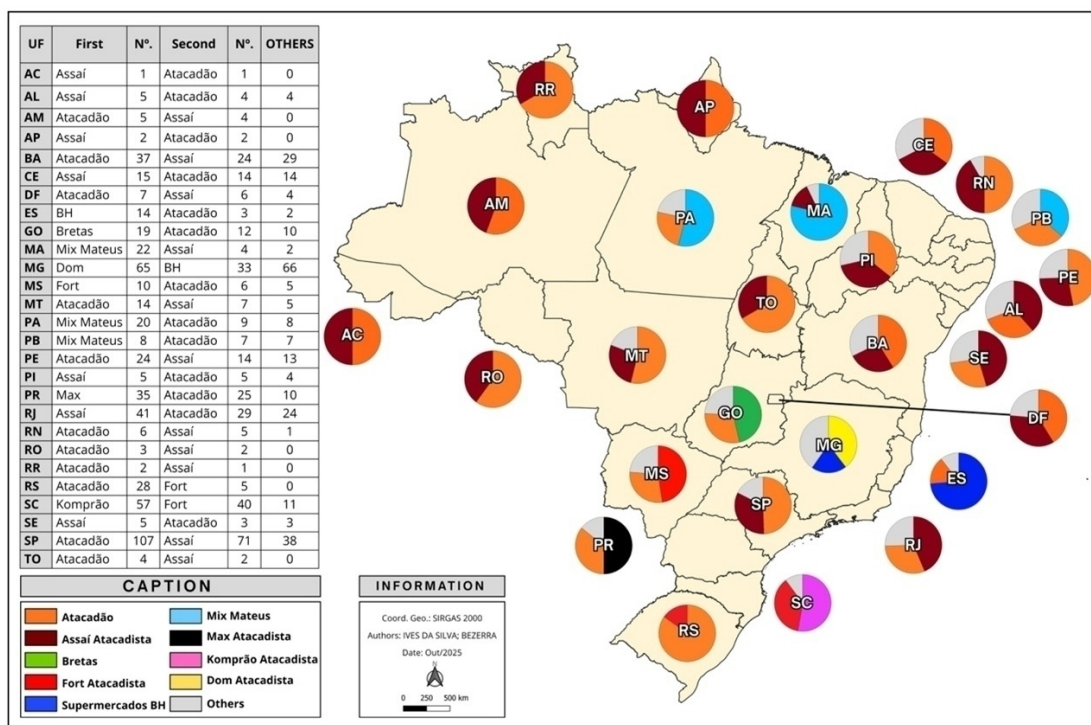 UF First Nº. Second Nº. OTHERS
AC Assaí 1 Atacadão 1 0
AL Assaí 5 Atacadão 4 4
AM Atacadão 5 Assaí 4 0
AP Assaí 2 Atacadão 2 0
BA Atacadão 37 Assaí 24 29
CE Assaí 15 Atacadão 14 14
DF Atacadão 7 Assaí 6 4
ES BH 14 Atacadão 3 2
GO Bretas 19 Atacadão 12 10
MA Mix Mateus 22 Assaí 4 2
MG Dom 65 BH 33 66
MS Fort 10 Atacadão 6 5
MT Atacadão 14 Assaí 7 5
PA Mix Mateus 20 Atacadão 9 8
PB Mix Mateus 8 Atacadão 7 7
PE Atacadão 24 Assaí 14 13
PI Assaí 5 Atacadão 5 4
PR Max 35 Atacadão 25 10
RJ Assaí 41 Atacadão 29 24
RN Atacadão 6 Assaí 5 1
RO Atacadão 3 Assaí 2 0
RR Atacadão 2 Assaí 1 0
RS Atacadão 28 Fort 5 0
SC Komprão 57 Fort 40 11
SE Assaí 5 Atacadão 3 3
SP Atacadão 107 Assaí 71 38
TO Atacadão 4 Assaí 2 0
CAPTION
Atacadão
Assaí Atacadista
Bretas
Fort Atacadista
Supermercados BH
Mix Mateus
Max Atacadista
Komprão Atacadista
Dom Atacadista
Others
INFORMATION
Coord. Geo.: SIRGAS 2000
Authors: IVES DA SILVA; BEZERRA
Date: Out/2025
N
0 250 500 km
RR
AP
CE
RN
AM
PA
MA
PB
PI
PE
TO
AL
AC
MT
BA
SE
RO
GO
DF
MG
MS
ES
SP
PR
RJ
SC
RS